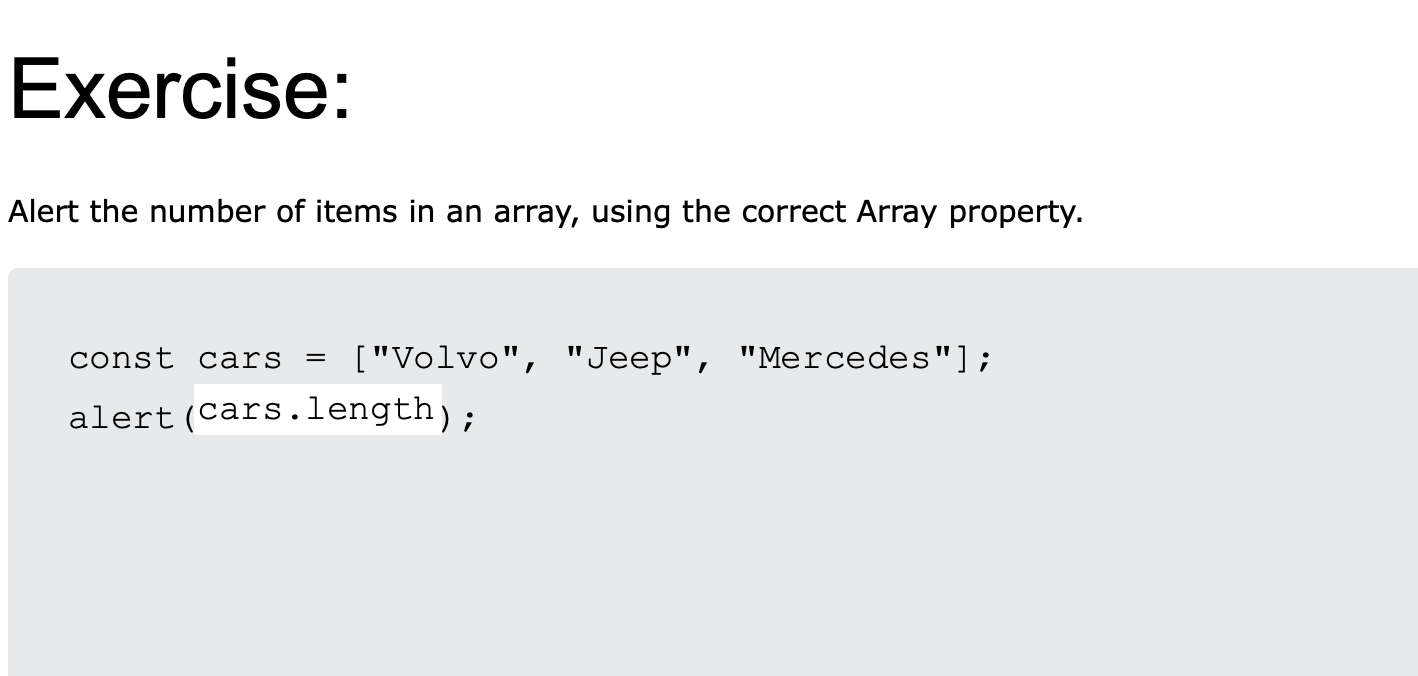 Exercise:
Alert the number of items in an array, using the correct Array property.
const cars = ["Volvo", "Jeep", "Mercedes"];
alert(cars.length);